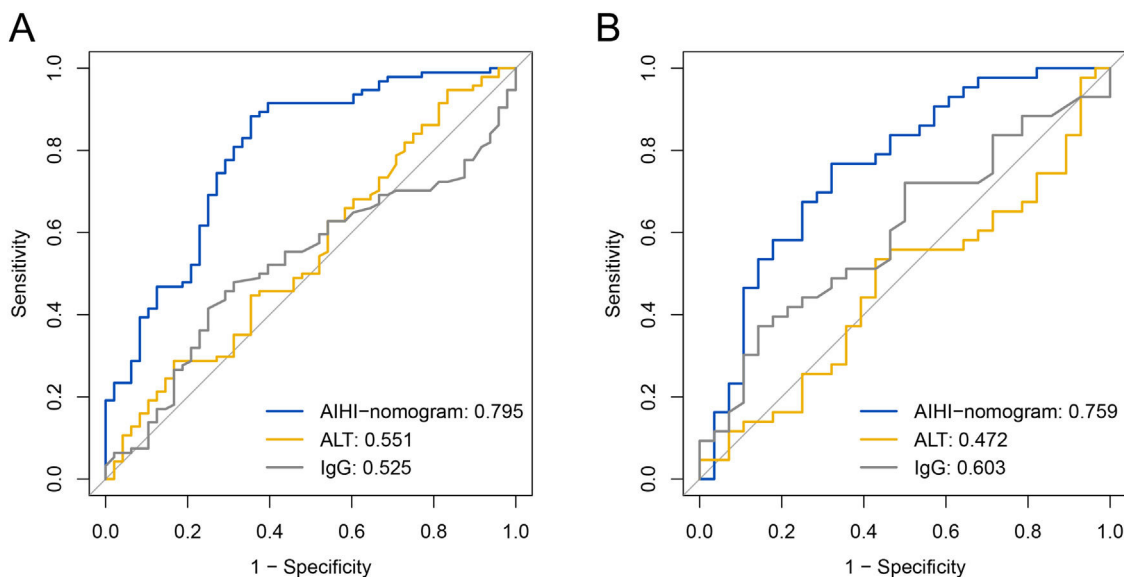 A
Sensitivity
1.0
0.8
0.6
0.4
0.2
0.0
AIHI−nomogram: 0.795
ALT: 0.551
IgG: 0.525
0.0 0.2 0.4 0.6 0.8 1.0
1 − Specificity
B
Sensitivity
1.0
0.8
0.6
0.4
0.2
0.0
AIHI−nomogram: 0.759
ALT: 0.472
IgG: 0.603
0.0 0.2 0.4 0.6 0.8 1.0
1 − Specificity